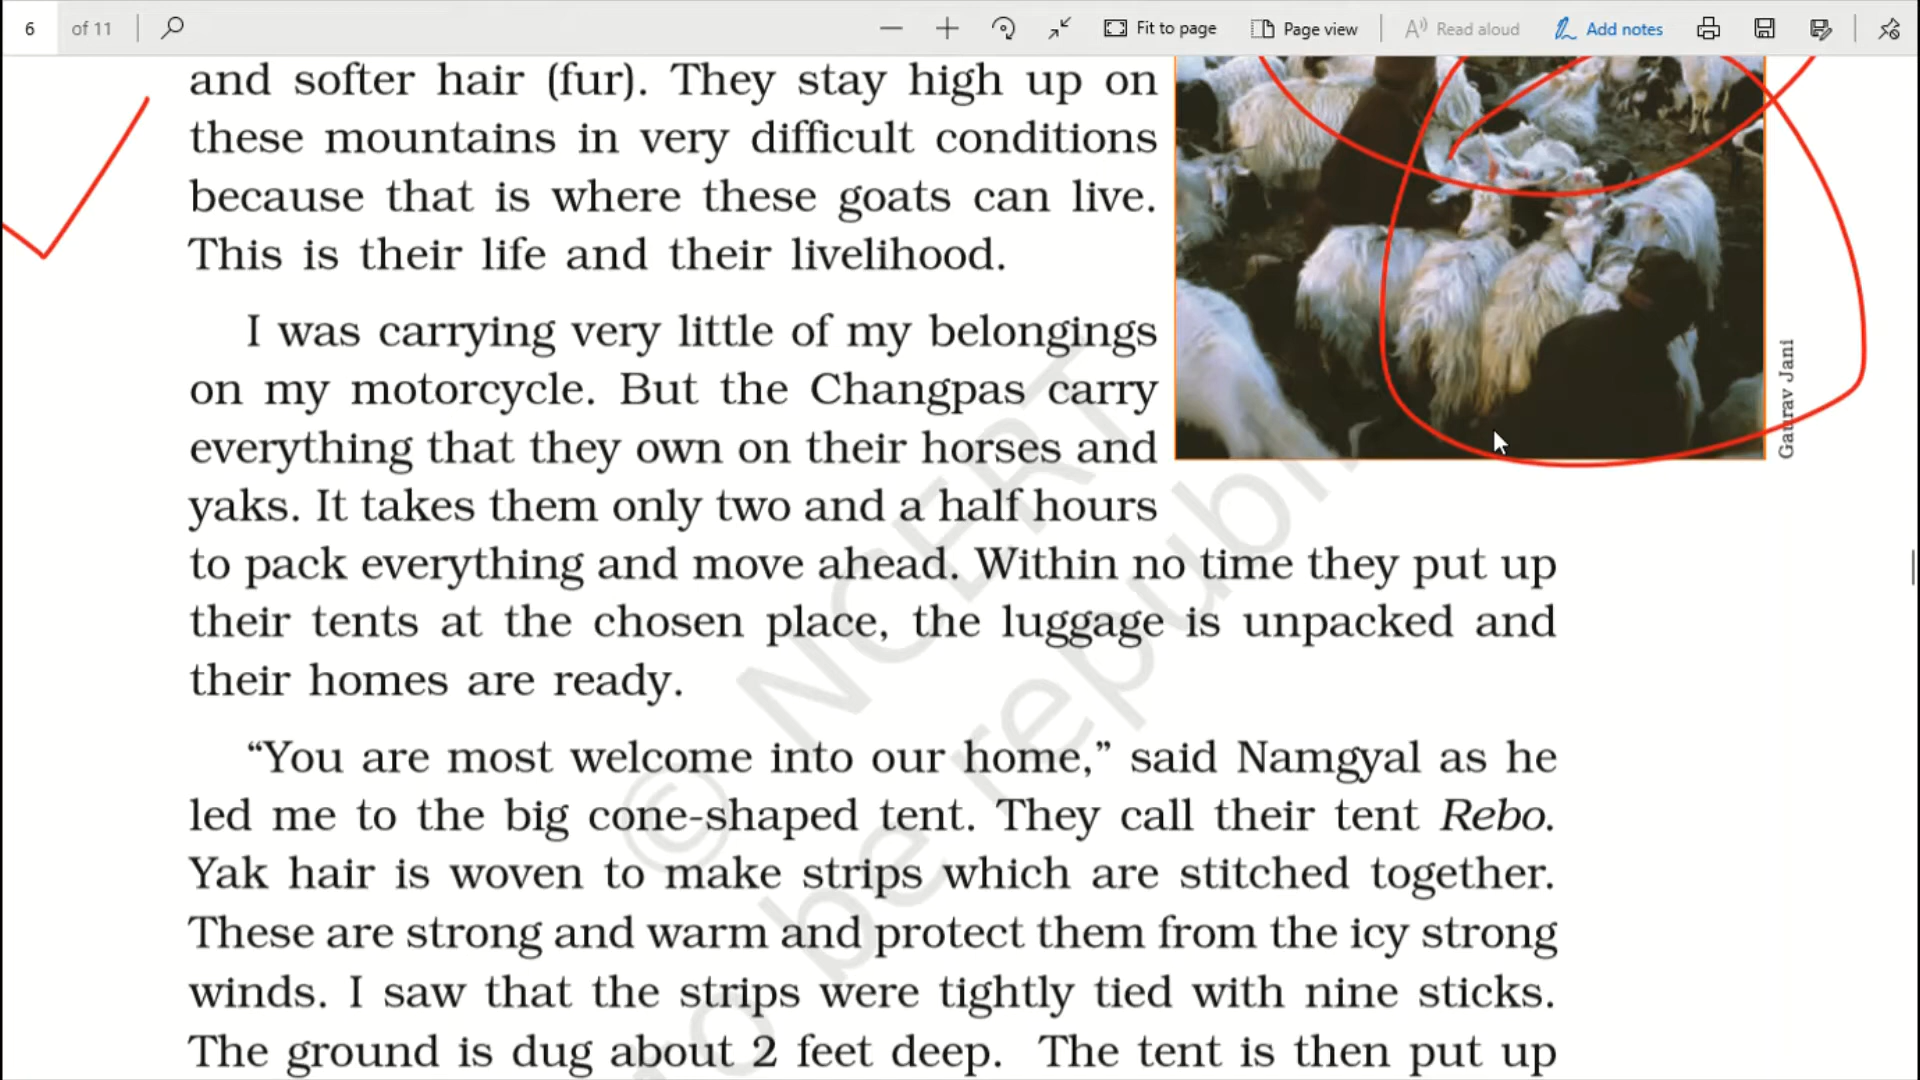 6 of 11 Fit to page Page view Read aloud Add notes
and softer hair (fur). They stay high up on
these mountains in very difficult conditions
because that is where these goats can live.
This is their life and their livelihood.
I was carrying very little of my belongings
on my motorcycle. But the Changpas carry
everything that they own on their horses and
yaks. It takes them only two and a half hours
to pack everything and move ahead. Within no time they put up
their tents at the chosen place, the luggage is unpacked and
their homes are ready.
“You are most welcome into our home,” said Namgyal as he
led me to the big cone-shaped tent. They call their tent Rebo.
Yak hair is woven to make strips which are stitched together.
These are strong and warm and protect them from the icy strong
winds. I saw that the strips were tightly tied with nine sticks.
The ground is dug about 2 feet deep. The tent is then put up
Gaurav Jani
© NCERT
to be republi